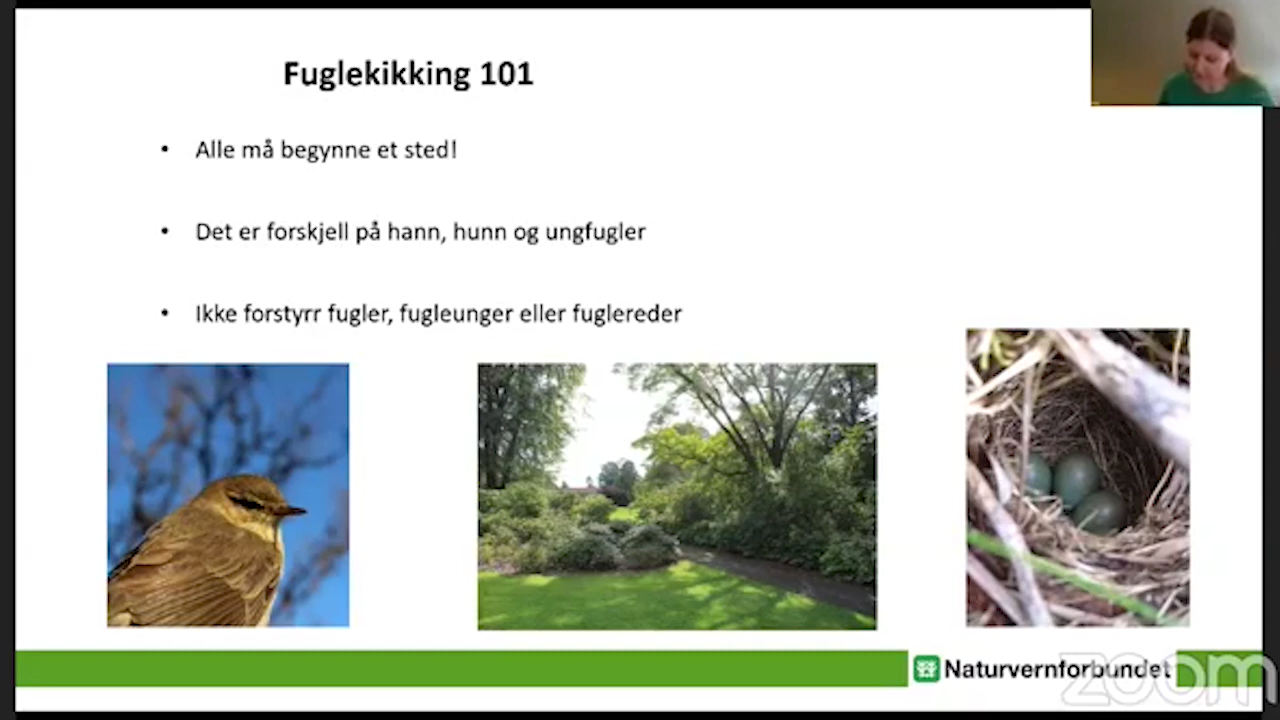 Fuglekikking 101
Alle må begynne et sted!
Det er forskjell på hann, hunn og ungfugler
Ikke forstyrr fugler, fugleunger eller fuglereder
Naturvernforbundet
zoom